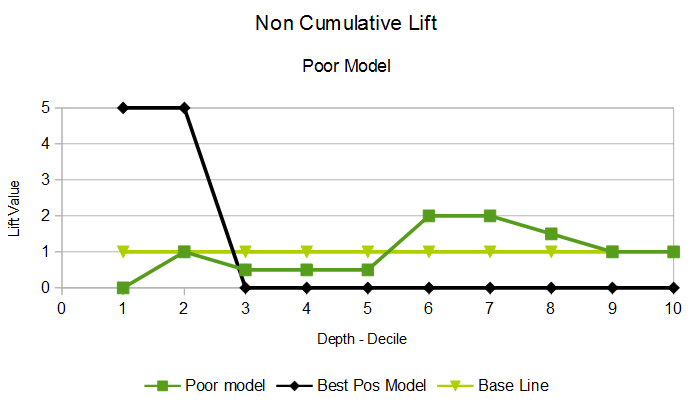 Non Cumulative Lift
Poor Model
5
4
3
2
1
0
Lift Value
0 1 2 3 4 5 6 7 8 9 10
Depth - Decile
Poor model Best Pos Model Base Line